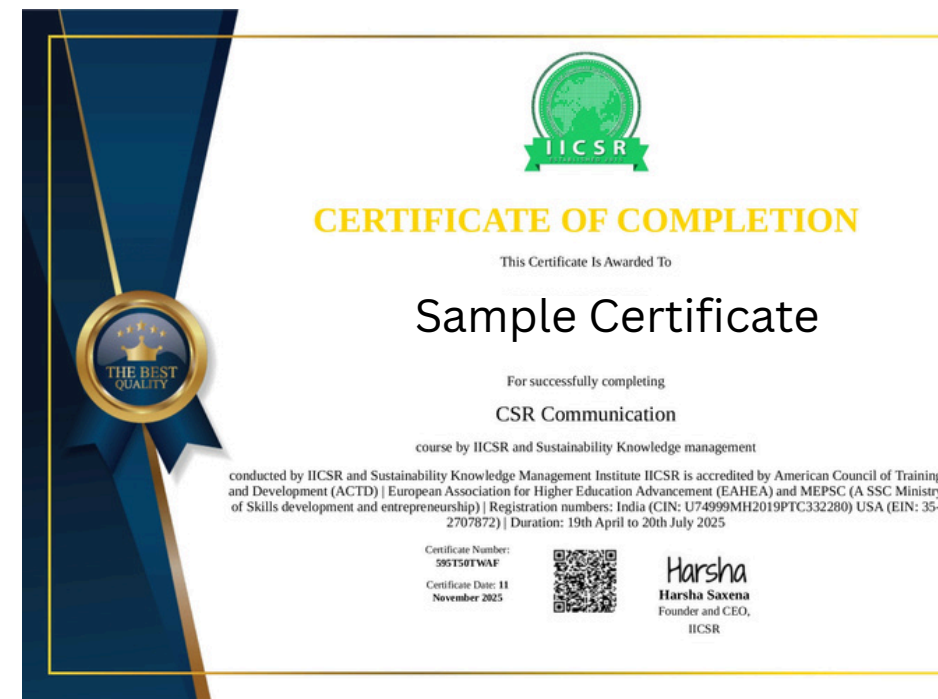 IICSR
CERTIFICATE OF COMPLETION
This Certificate Is Awarded To
Sample Certificate
THE BEST
QUALITY
For successfully completing
CSR Communication
course by IICSR and Sustainability Knowledge management
conducted by IICSR and Sustainability Knowledge Management Institute IICSR is accredited by American Council of Training
and Development (ACTD) | European Association for Higher Education Advancement (EAHEA) and MEPSC (A SSC Ministry
of Skills development and entrepreneurship) | Registration numbers: India (CIN: U74999MH2019PTC332280) USA (EIN: 35-
2707872) | Duration: 19th April to 20th July 2025
Certificate Number:
595T50TWAF
Certificate Date: 11
November 2025
Harsha
Harsha Saxena
Founder and CEO,
IICSR